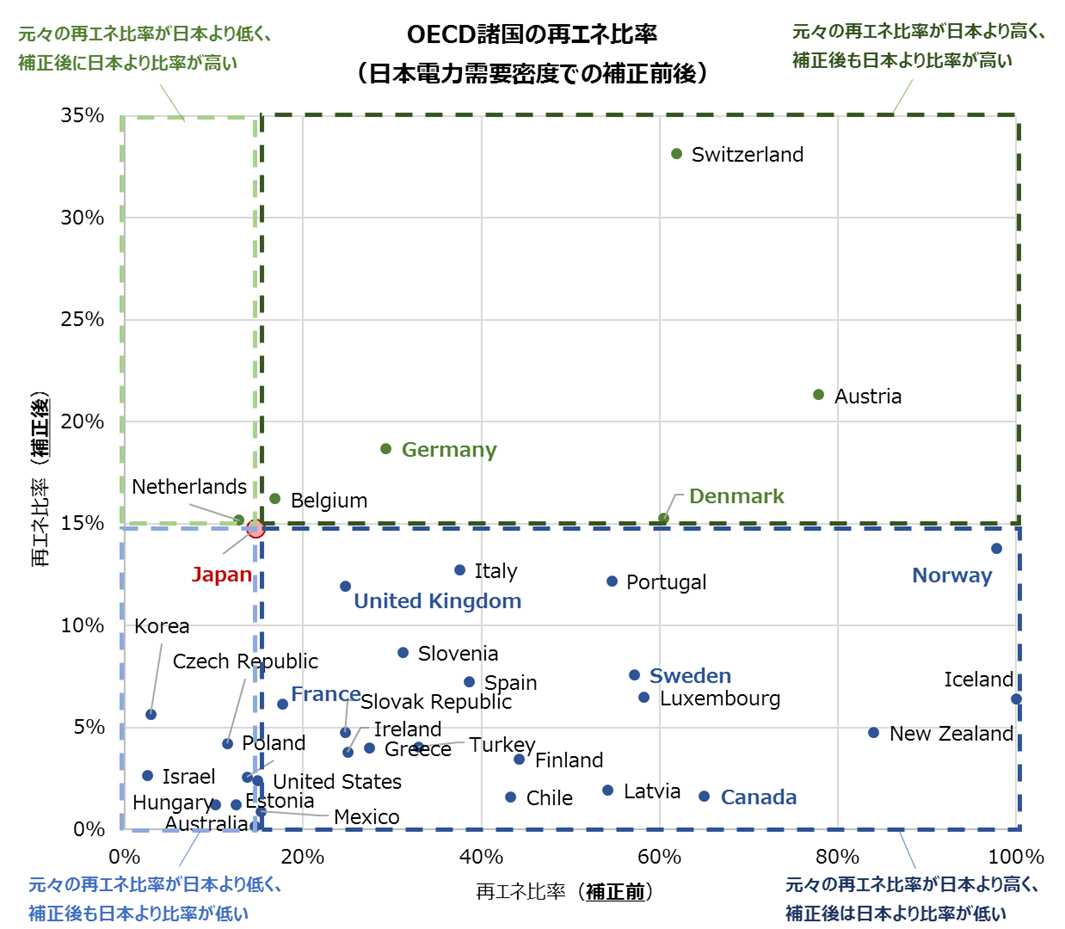 OECD諸国の再エネ比率
（日本電力需要密度での補正前後）
元々の再エネ比率が日本より低く、
補正後に日本より比率が高い
元々の再エネ比率が日本より高く、
補正後も日本より比率が高い
35%
30%
25%
20%
15%
10%
5%
0%
再エネ比率（補正後）
Switzerland
Austria
Germany
Netherlands
Belgium
Denmark
Japan
Italy
Portugal
Norway
United Kingdom
Korea
Slovenia
Czech Republic
Sweden
Iceland
Spain
France
Slovak Republic
Luxembourg
Ireland
New Zealand
Poland
Greece
Turkey
Finland
Israel
United States
Latvia
Canada
Chile
Hungary
Estonia
Mexico
Australia
0%
20%
40%
60%
80%
100%
再エネ比率（補正前）
元々の再エネ比率が日本より低く、
補正後も日本より比率が低い
元々の再エネ比率が日本より高く、
補正後は日本より比率が低い